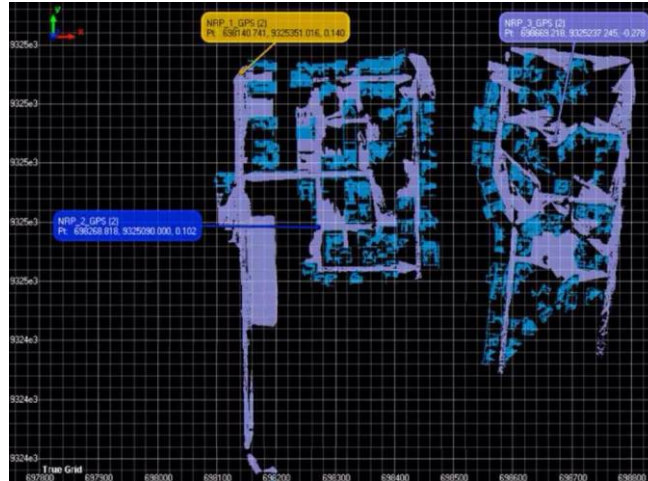 Y
X
NRP_1_GPS (2)
Pt: 698140.741, 9325351.016, 0.140
NRP_3_GPS (2)
Pt: 698669.218, 9325237.245, -0.278
NRP_2_GPS (2)
Pt: 698268.818, 9325090.000, 0.102
9325e3
9325e3
9325e3
9325e3
9325e3
9324e3
9324e3
9324e3
True Grid
697800 697900 698000 698100 698200 698300 698400 698500 698600 698700 698800